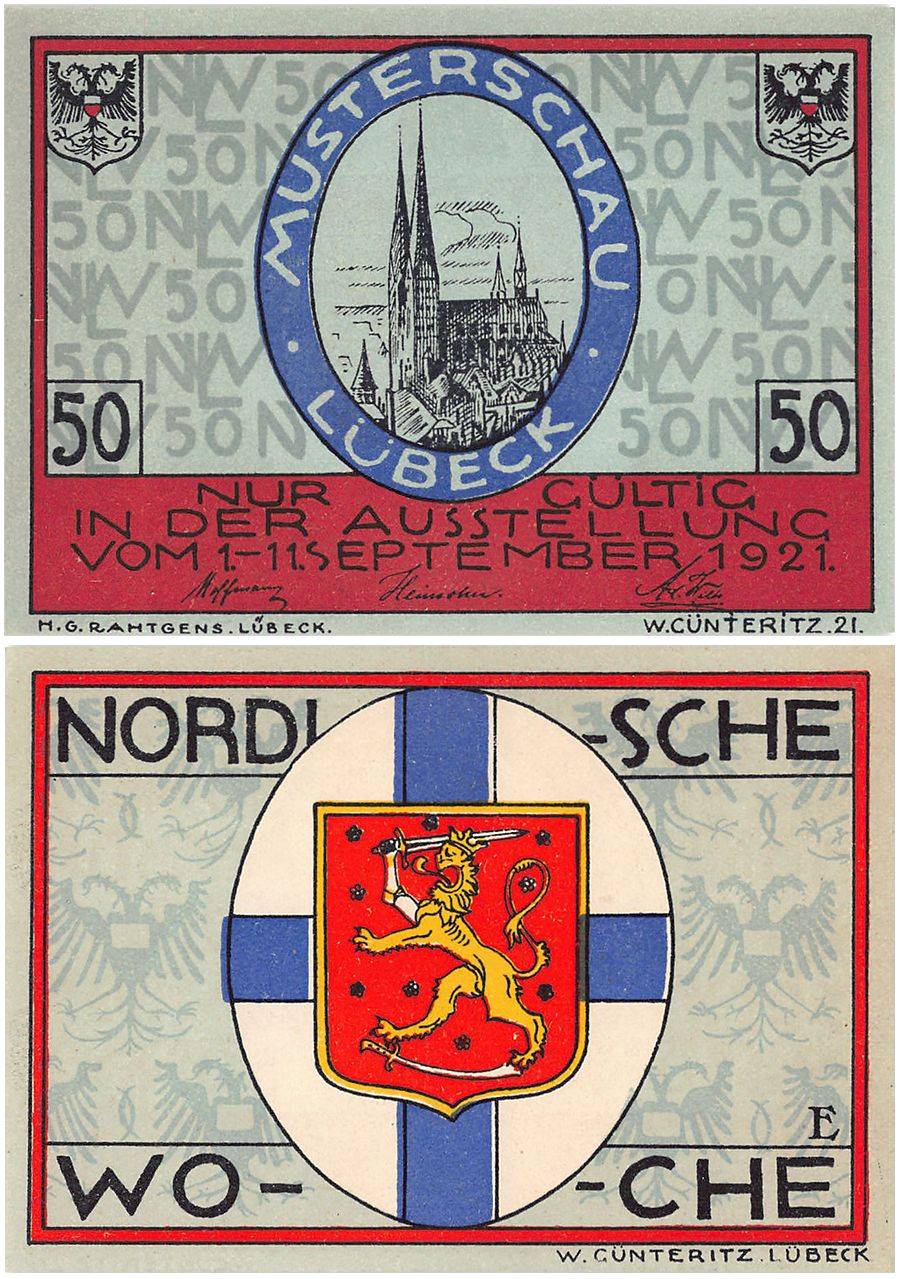 MUSTERSCHAU
LÜBECK
50
50
NUR GÜLTIG
IN DER AUSSTELLUNG
VOM 1.-11.SEPTEMBER 1921.
H.G.RAHTGENS.LÜBECK.
W.GÜNTERITZ.21.
NORDI-SCHE
E
WO--CHE
W.GÜNTERITZ.LÜBECK